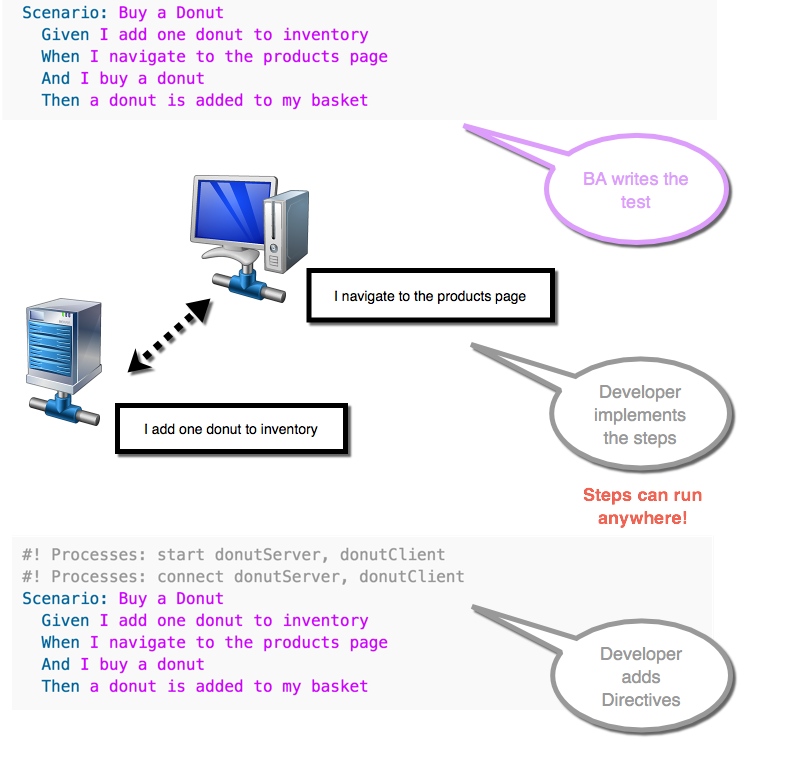 Scenario: Buy a Donut
Given I add one donut to inventory
When I navigate to the products page
And I buy a donut
Then a donut is added to my basket
BA writes the
test
I navigate to the products page
Developer
implements
the steps
I add one donut to inventory
Steps can run
anywhere!
#! Processes: start donutServer, donutClient
#! Processes: connect donutServer, donutClient
Scenario: Buy a Donut
Given I add one donut to inventory
When I navigate to the products page
And I buy a donut
Then a donut is added to my basket
Developer
adds
Directives